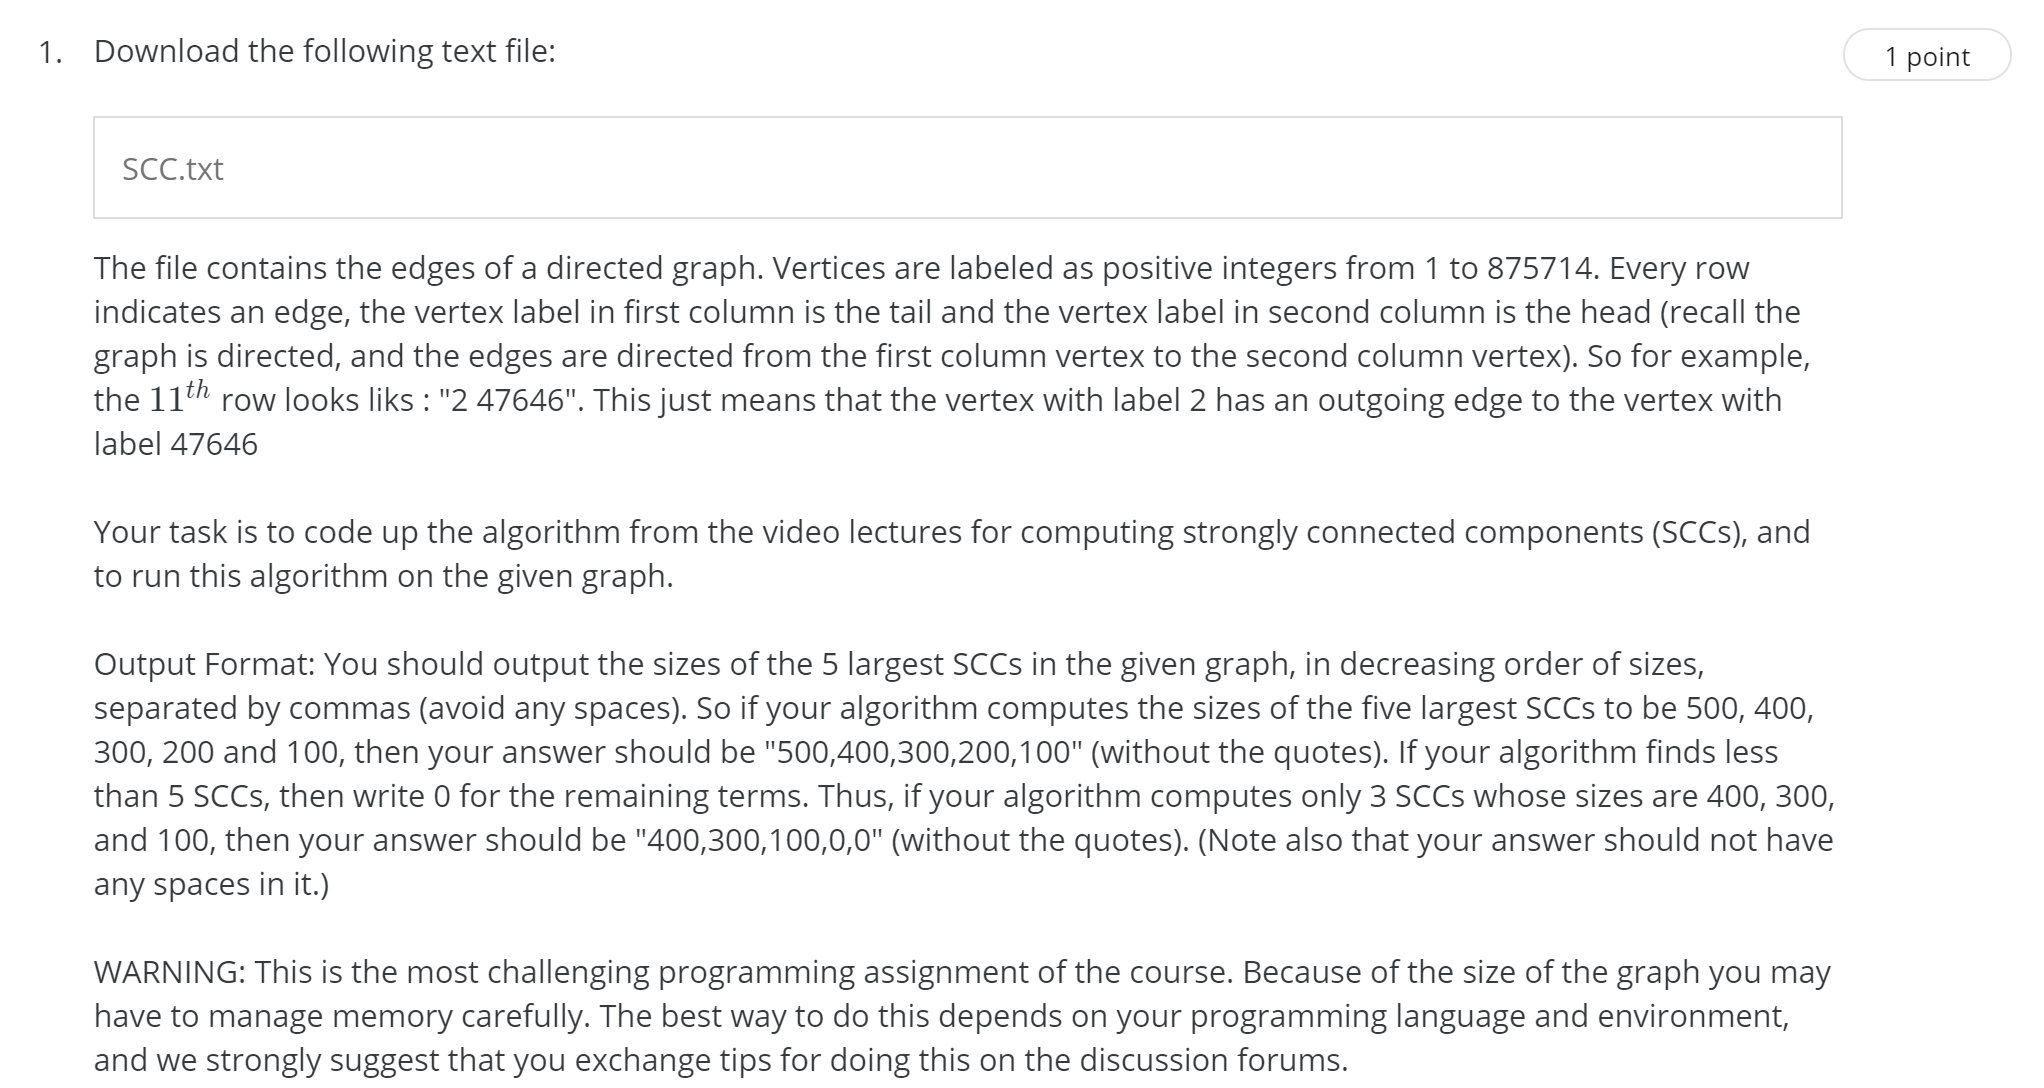 1. Download the following text file:
1 point
SCC.txt
The file contains the edges of a directed graph. Vertices are labeled as positive integers from 1 to 875714. Every row
indicates an edge, the vertex label in first column is the tail and the vertex label in second column is the head (recall the
graph is directed, and the edges are directed from the first column vertex to the second column vertex). So for example,
the 11th row looks liks : "2 47646". This just means that the vertex with label 2 has an outgoing edge to the vertex with
label 47646
Your task is to code up the algorithm from the video lectures for computing strongly connected components (SCCs), and
to run this algorithm on the given graph.
Output Format: You should output the sizes of the 5 largest SCCs in the given graph, in decreasing order of sizes,
separated by commas (avoid any spaces). So if your algorithm computes the sizes of the five largest SCCs to be 500, 400,
300, 200 and 100, then your answer should be "500,400,300,200,100" (without the quotes). If your algorithm finds less
than 5 SCCs, then write 0 for the remaining terms. Thus, if your algorithm computes only 3 SCCs whose sizes are 400, 300,
and 100, then your answer should be "400,300,100,0,0" (without the quotes). (Note also that your answer should not have
any spaces in it.)
WARNING: This is the most challenging programming assignment of the course. Because of the size of the graph you may
have to manage memory carefully. The best way to do this depends on your programming language and environment,
and we strongly suggest that you exchange tips for doing this on the discussion forums.